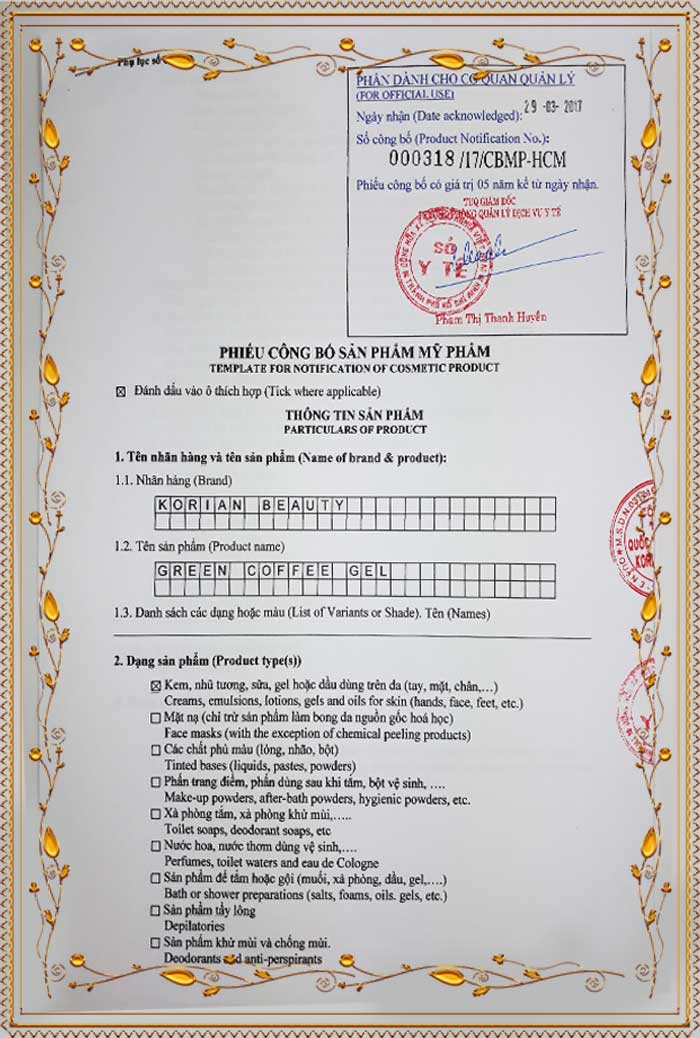 Phụ lục số
PHẦN DÀNH CHO CƠ QUAN QUẢN LÝ
(FOR OFFICIAL USE)
Ngày nhận (Date acknowledged): 29 -03- 2017
Số công bố (Product Notification No.):
000318/17/CBMP-HCM
Phiếu công bố có giá trị 05 năm kể từ ngày nhận.
TUQ GIÁM ĐỐC
QUẢN LÝ DỊCH VỤ Y TẾ
SỞ
Y TẾ
THÀNH PHỐ HỒ CHÍ MINH
Phạm Thị Thanh Huyền
PHIẾU CÔNG BỐ SẢN PHẨM MỸ PHẨM
TEMPLATE FOR NOTIFICATION OF COSMETIC PRODUCT
☒ Đánh dấu vào ô thích hợp (Tick where applicable)
THÔNG TIN SẢN PHẨM
PARTICULARS OF PRODUCT
1. Tên nhãn hàng và tên sản phẩm (Name of brand & product):
1.1. Nhãn hàng (Brand)
KORIAN BEAUTY
1.2. Tên sản phẩm (Product name)
GREEN COFFEE GEL
1.3. Danh sách các dạng hoặc màu (List of Variants or Shade). Tên (Names)
2. Dạng sản phẩm (Product type(s))
☒ Kem, nhũ tương, sữa, gel hoặc dầu dùng trên da (tay, mặt, chân,…)
Creams, emulsions, lotions, gels and oils for skin (hands, face, feet, etc.)
☐ Mặt nạ (chỉ trừ sản phẩm làm bong da nguồn gốc hoá học)
Face masks (with the exception of chemical peeling products)
☐ Các chất phủ màu (lỏng, nhão, bột)
Tinted bases (liquids, pastes, powders)
☐ Phấn trang điểm, phấn dùng sau khi tắm, bột vệ sinh, ….
Make-up powders, after-bath powders, hygienic powders, etc.
☐ Xà phòng tắm, xà phòng khử mùi,…..
Toilet soaps, deodorant soaps, etc
☐ Nước hoa, nước thơm dùng vệ sinh,….
Perfumes, toilet waters and eau de Cologne
☐ Sản phẩm để tắm hoặc gội (muối, xà phòng, dầu, gel,….)
Bath or shower preparations (salts, foams, oils. gels, etc.)
☐ Sản phẩm tẩy lông
Depilatories
☐ Sản phẩm khử mùi và chống mùi.
Deodorants and anti-perspirants